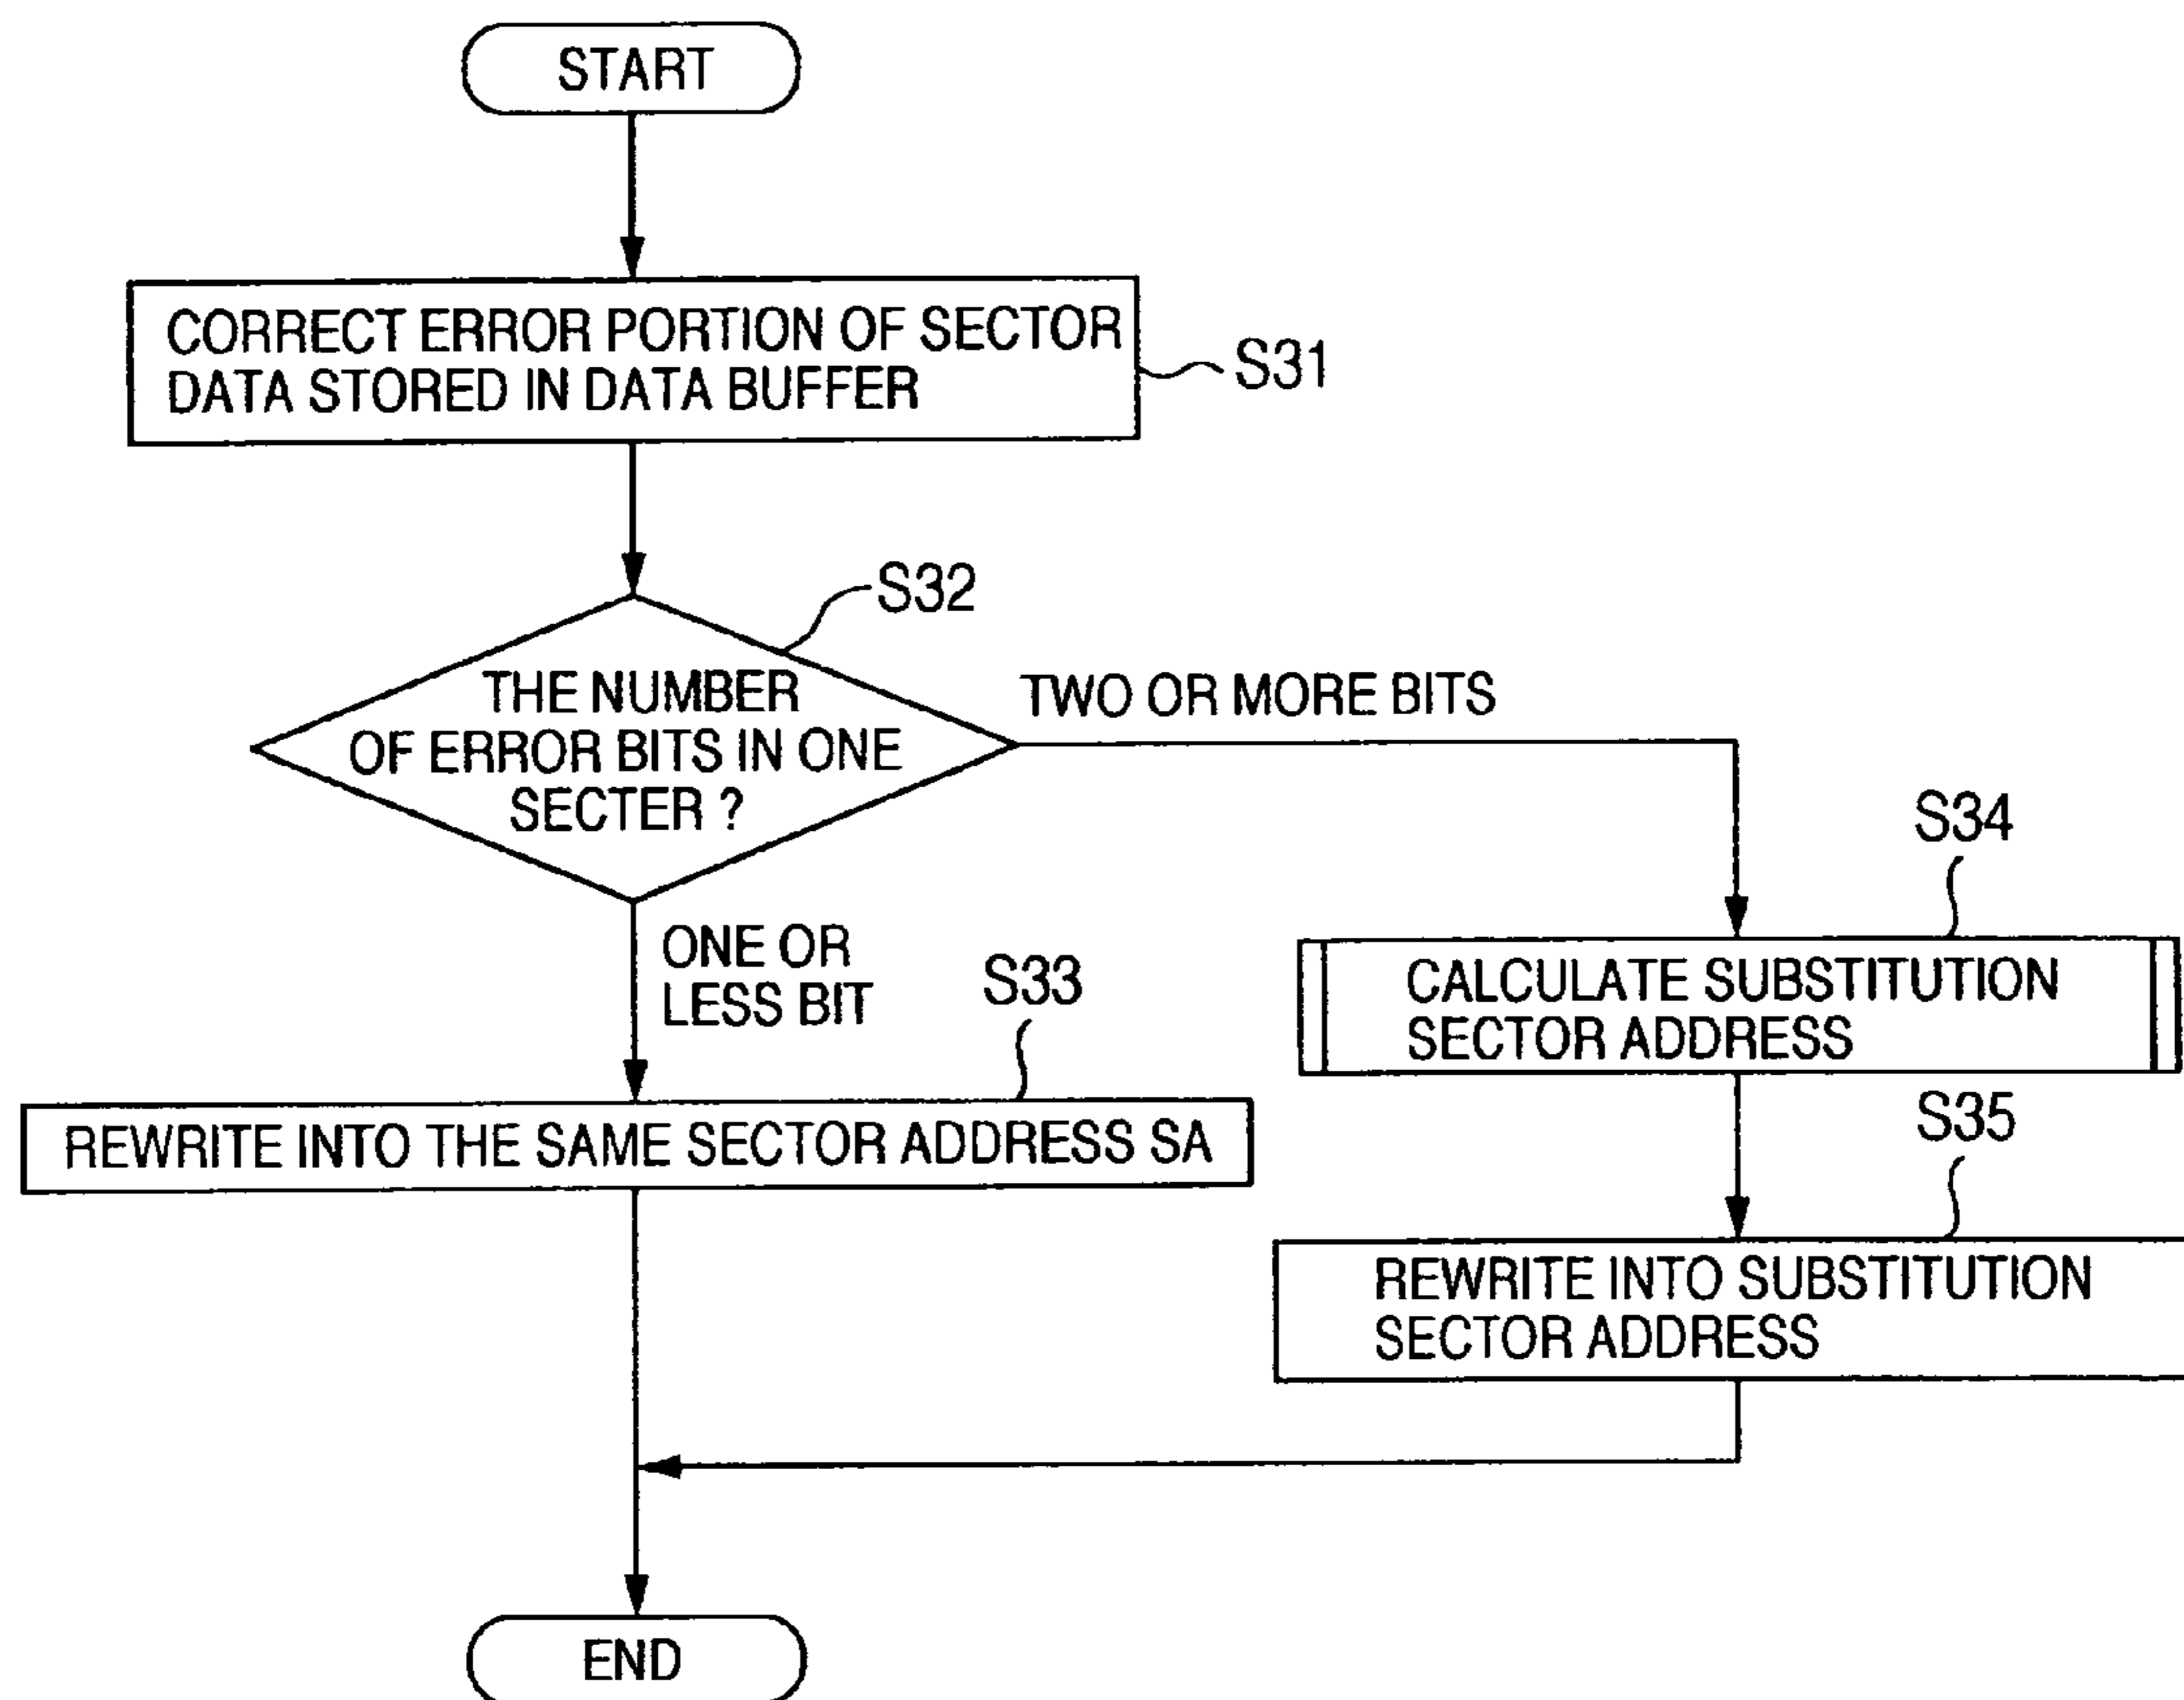 START
CORRECT ERROR PORTION OF SECTOR
DATA STORED IN DATA BUFFER
S31
S32
THE NUMBER
OF ERROR BITS IN ONE
SECTER ?
TWO OR MORE BITS
ONE OR
LESS BIT
S33
REWRITE INTO THE SAME SECTOR ADDRESS SA
S34
CALCULATE SUBSTITUTION
SECTOR ADDRESS
S35
REWRITE INTO SUBSTITUTION
SECTOR ADDRESS
END